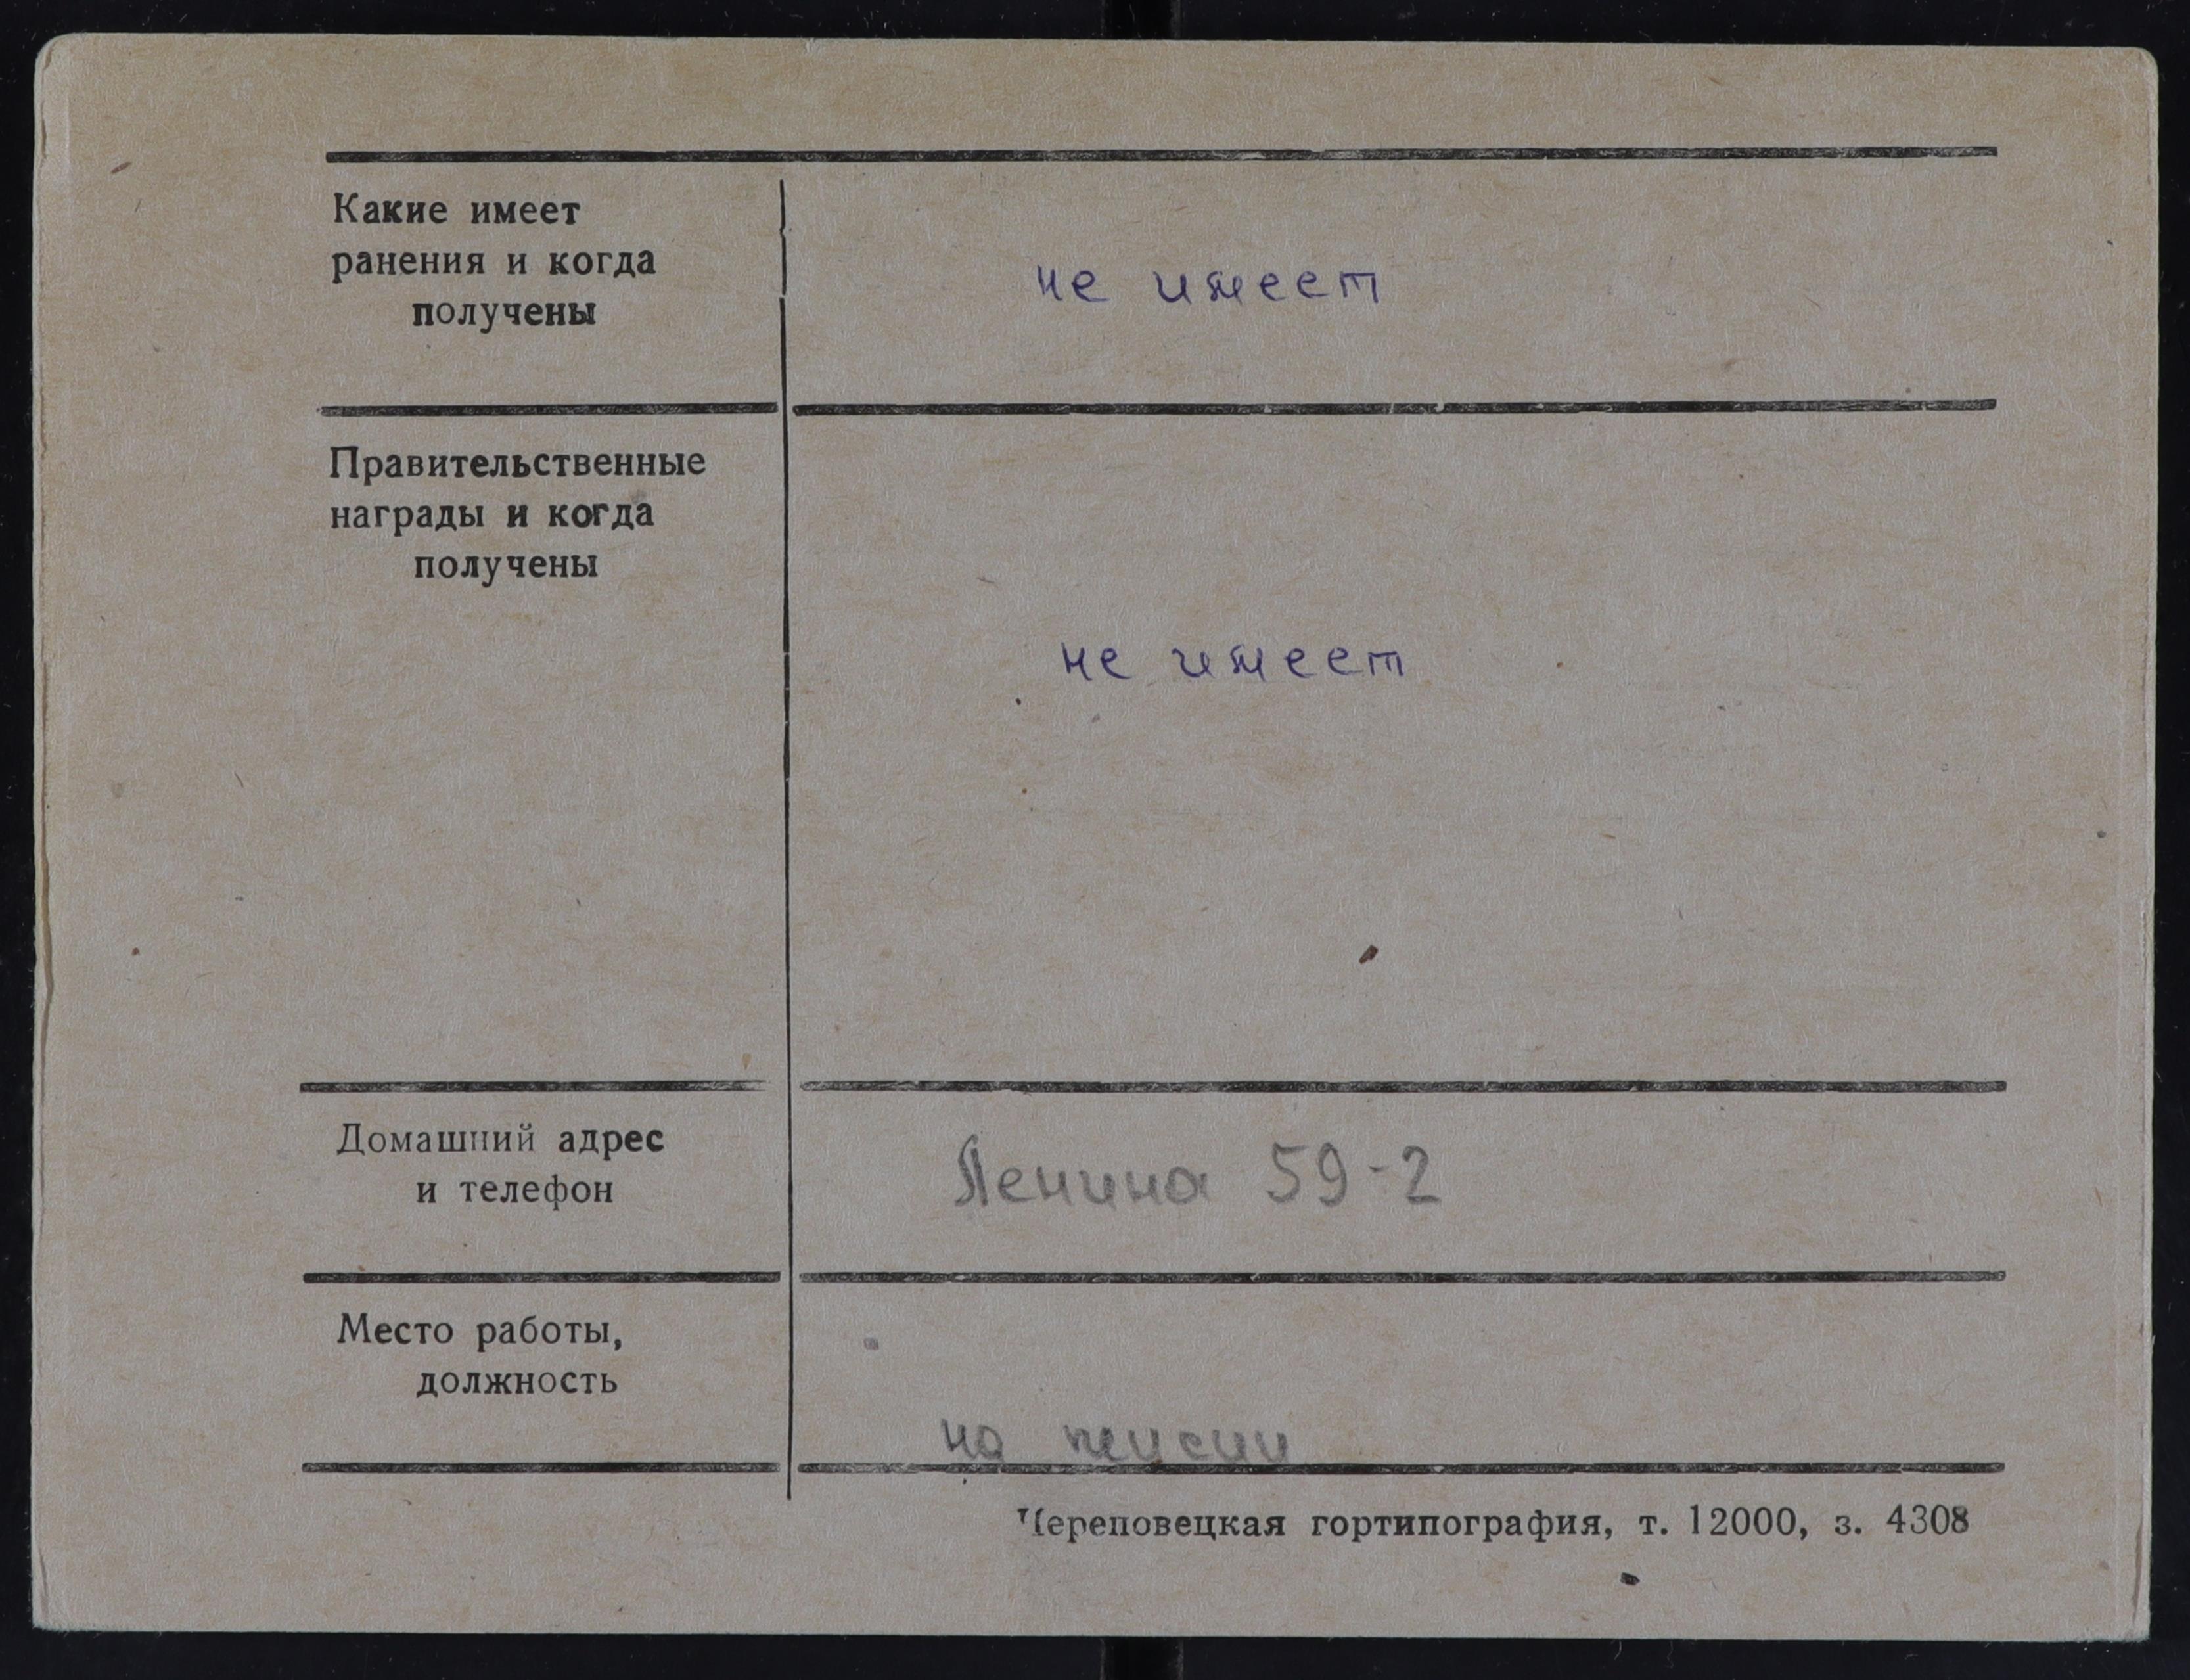 Какие имеет
ранения и когда
получены
не имеет
Правительственные
награды и когда
получены
не имеет
Домашний адрес
и телефон
Ленина 59-2
Место работы,
должность
на пенсии
Череповецкая гортипография, т. 12000, з. 4308